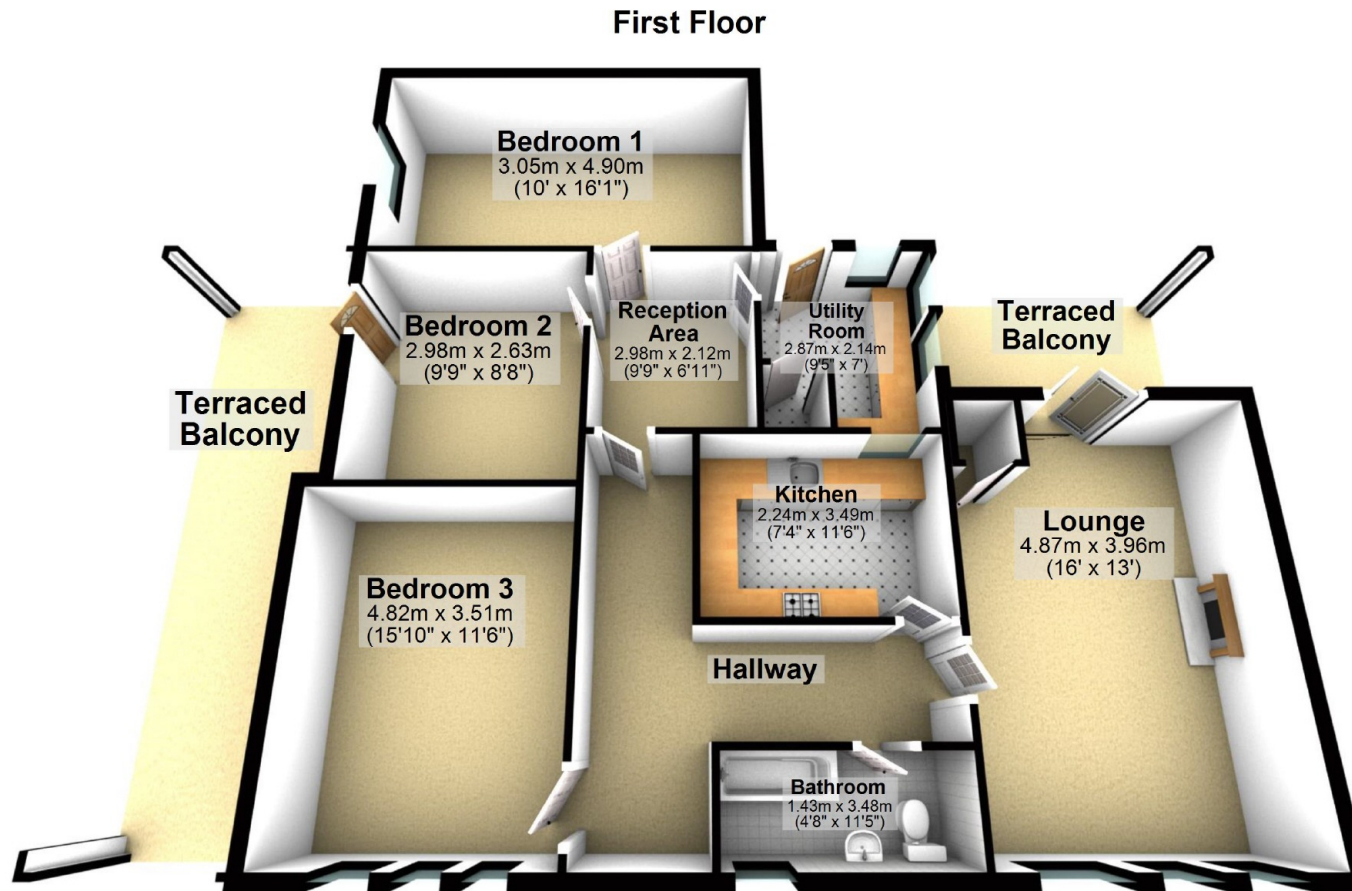 First Floor
Bedroom 1
3.05m x 4.90m
(10' x 16'1")
Bedroom 2
2.98m x 2.63m
(9'9" x 8'8")
Reception
Area
2.98m x 2.12m
(9'9" x 6'11")
Utility
Room
2.87m x 2.14m
(9'5" x 7')
Terraced
Balcony
Terraced
Balcony
Kitchen
2.24m x 3.49m
(7'4" x 11'6")
Lounge
4.87m x 3.96m
(16' x 13')
Bedroom 3
4.82m x 3.51m
(15'10" x 11'6")
Hallway
Bathroom
1.43m x 3.48m
(4'8" x 11'5")